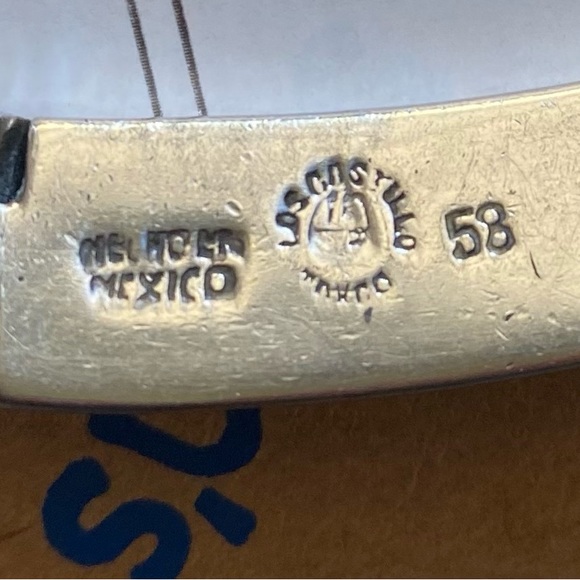 HECHO EN
MEXICO
LOS CASTILLO
TAXCO
58
's